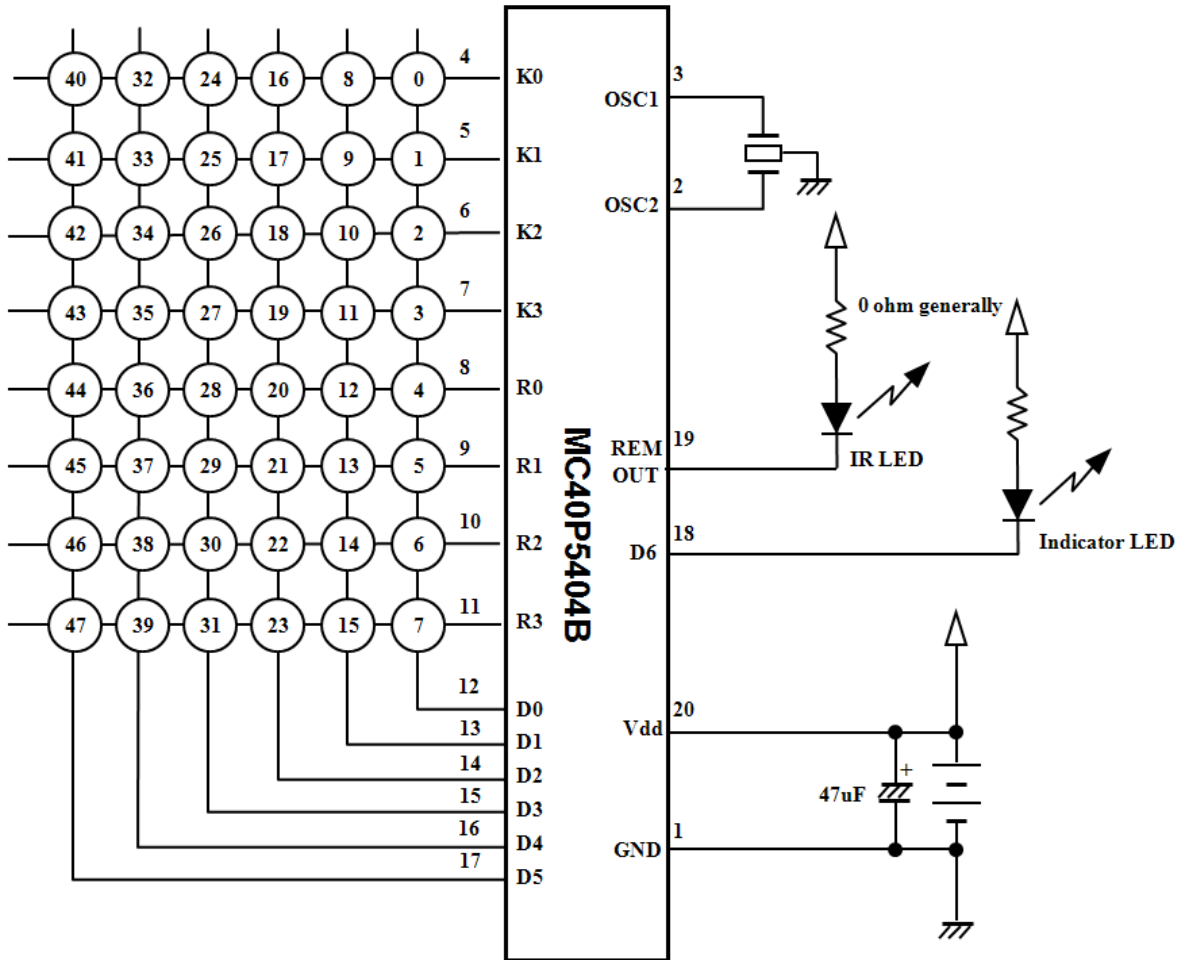 4
40 32 24 16 8 0 K0
5
41 33 25 17 9 1 K1
6
42 34 26 18 10 2 K2
7
43 35 27 19 11 3 K3
8
44 36 28 20 12 4 R0
9
45 37 29 21 13 5 R1
10
46 38 30 22 14 6 R2
11
47 39 31 23 15 7 R3
12
D0
13
D1
14
D2
15
D3
16
D4
17
D5
MC40P5404B
3
OSC1
2
OSC2
0 ohm generally
19
REM
OUT
IR LED
18
D6
Indicator LED
20
Vdd
+
47uF
1
GND